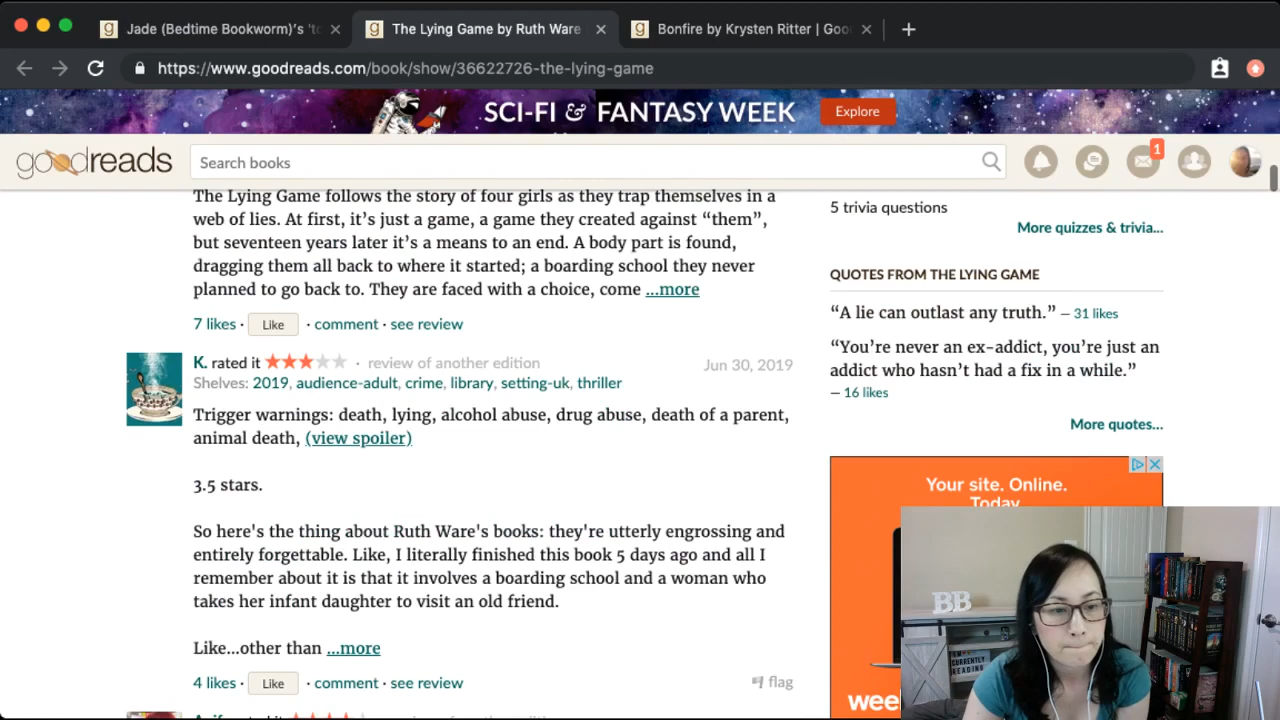 Jade (Bedtime Bookworm)'s 'to
The Lying Game by Ruth Ware
Bonfire by Krysten Ritter | Goo
https://www.goodreads.com/book/show/36622726-the-lying-game
SCI-FI & FANTASY WEEK
Explore
goodreads
Search books
1
The Lying Game follows the story of four girls as they trap themselves in a
web of lies. At first, it’s just a game, a game they created against “them”,
but seventeen years later it’s a means to an end. A body part is found,
dragging them all back to where it started; a boarding school they never
planned to go back to. They are faced with a choice, come ...more
7 likes · Like · comment · see review
K. rated it · review of another edition
Jun 30, 2019
Shelves: 2019, audience-adult, crime, library, setting-uk, thriller
Trigger warnings: death, lying, alcohol abuse, drug abuse, death of a parent,
animal death, (view spoiler)
3.5 stars.
So here's the thing about Ruth Ware's books: they're utterly engrossing and
entirely forgettable. Like, I literally finished this book 5 days ago and all I
remember about it is that it involves a boarding school and a woman who
takes her infant daughter to visit an old friend.
Like...other than ...more
4 likes · Like · comment · see review
flag
5 trivia questions
More quizzes & trivia...
QUOTES FROM THE LYING GAME
“A lie can outlast any truth.” — 31 likes
“You’re never an ex-addict, you’re just an
addict who hasn’t had a fix in a while.”
— 16 likes
More quotes...
Your site. Online.
Today.
BB
I AM
CURRENTLY
READING